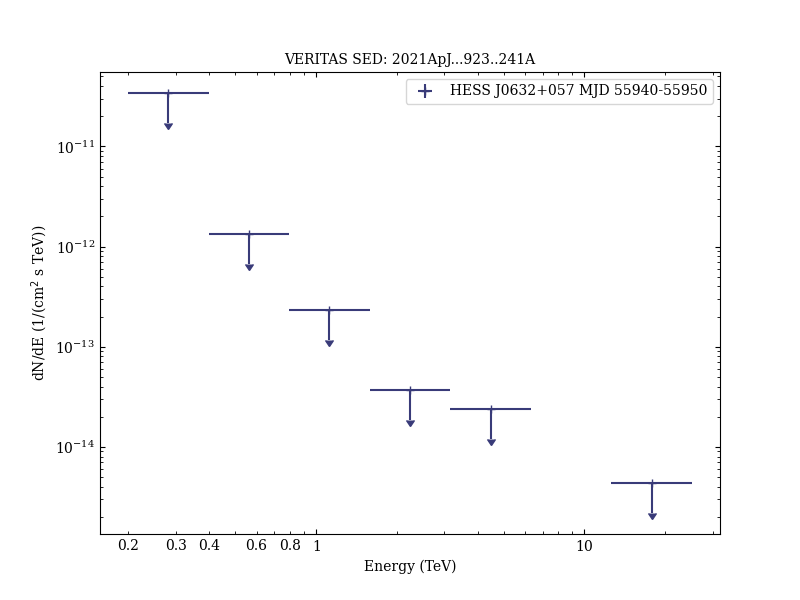 VERITAS SED: 2021ApJ...923..241A
HESS J0632+057 MJD 55940-55950
dN/dE (1/(cm² s TeV))
10⁻¹¹
10⁻¹²
10⁻¹³
10⁻¹⁴
0.2 0.3 0.4 0.6 0.8 1 10
Energy (TeV)